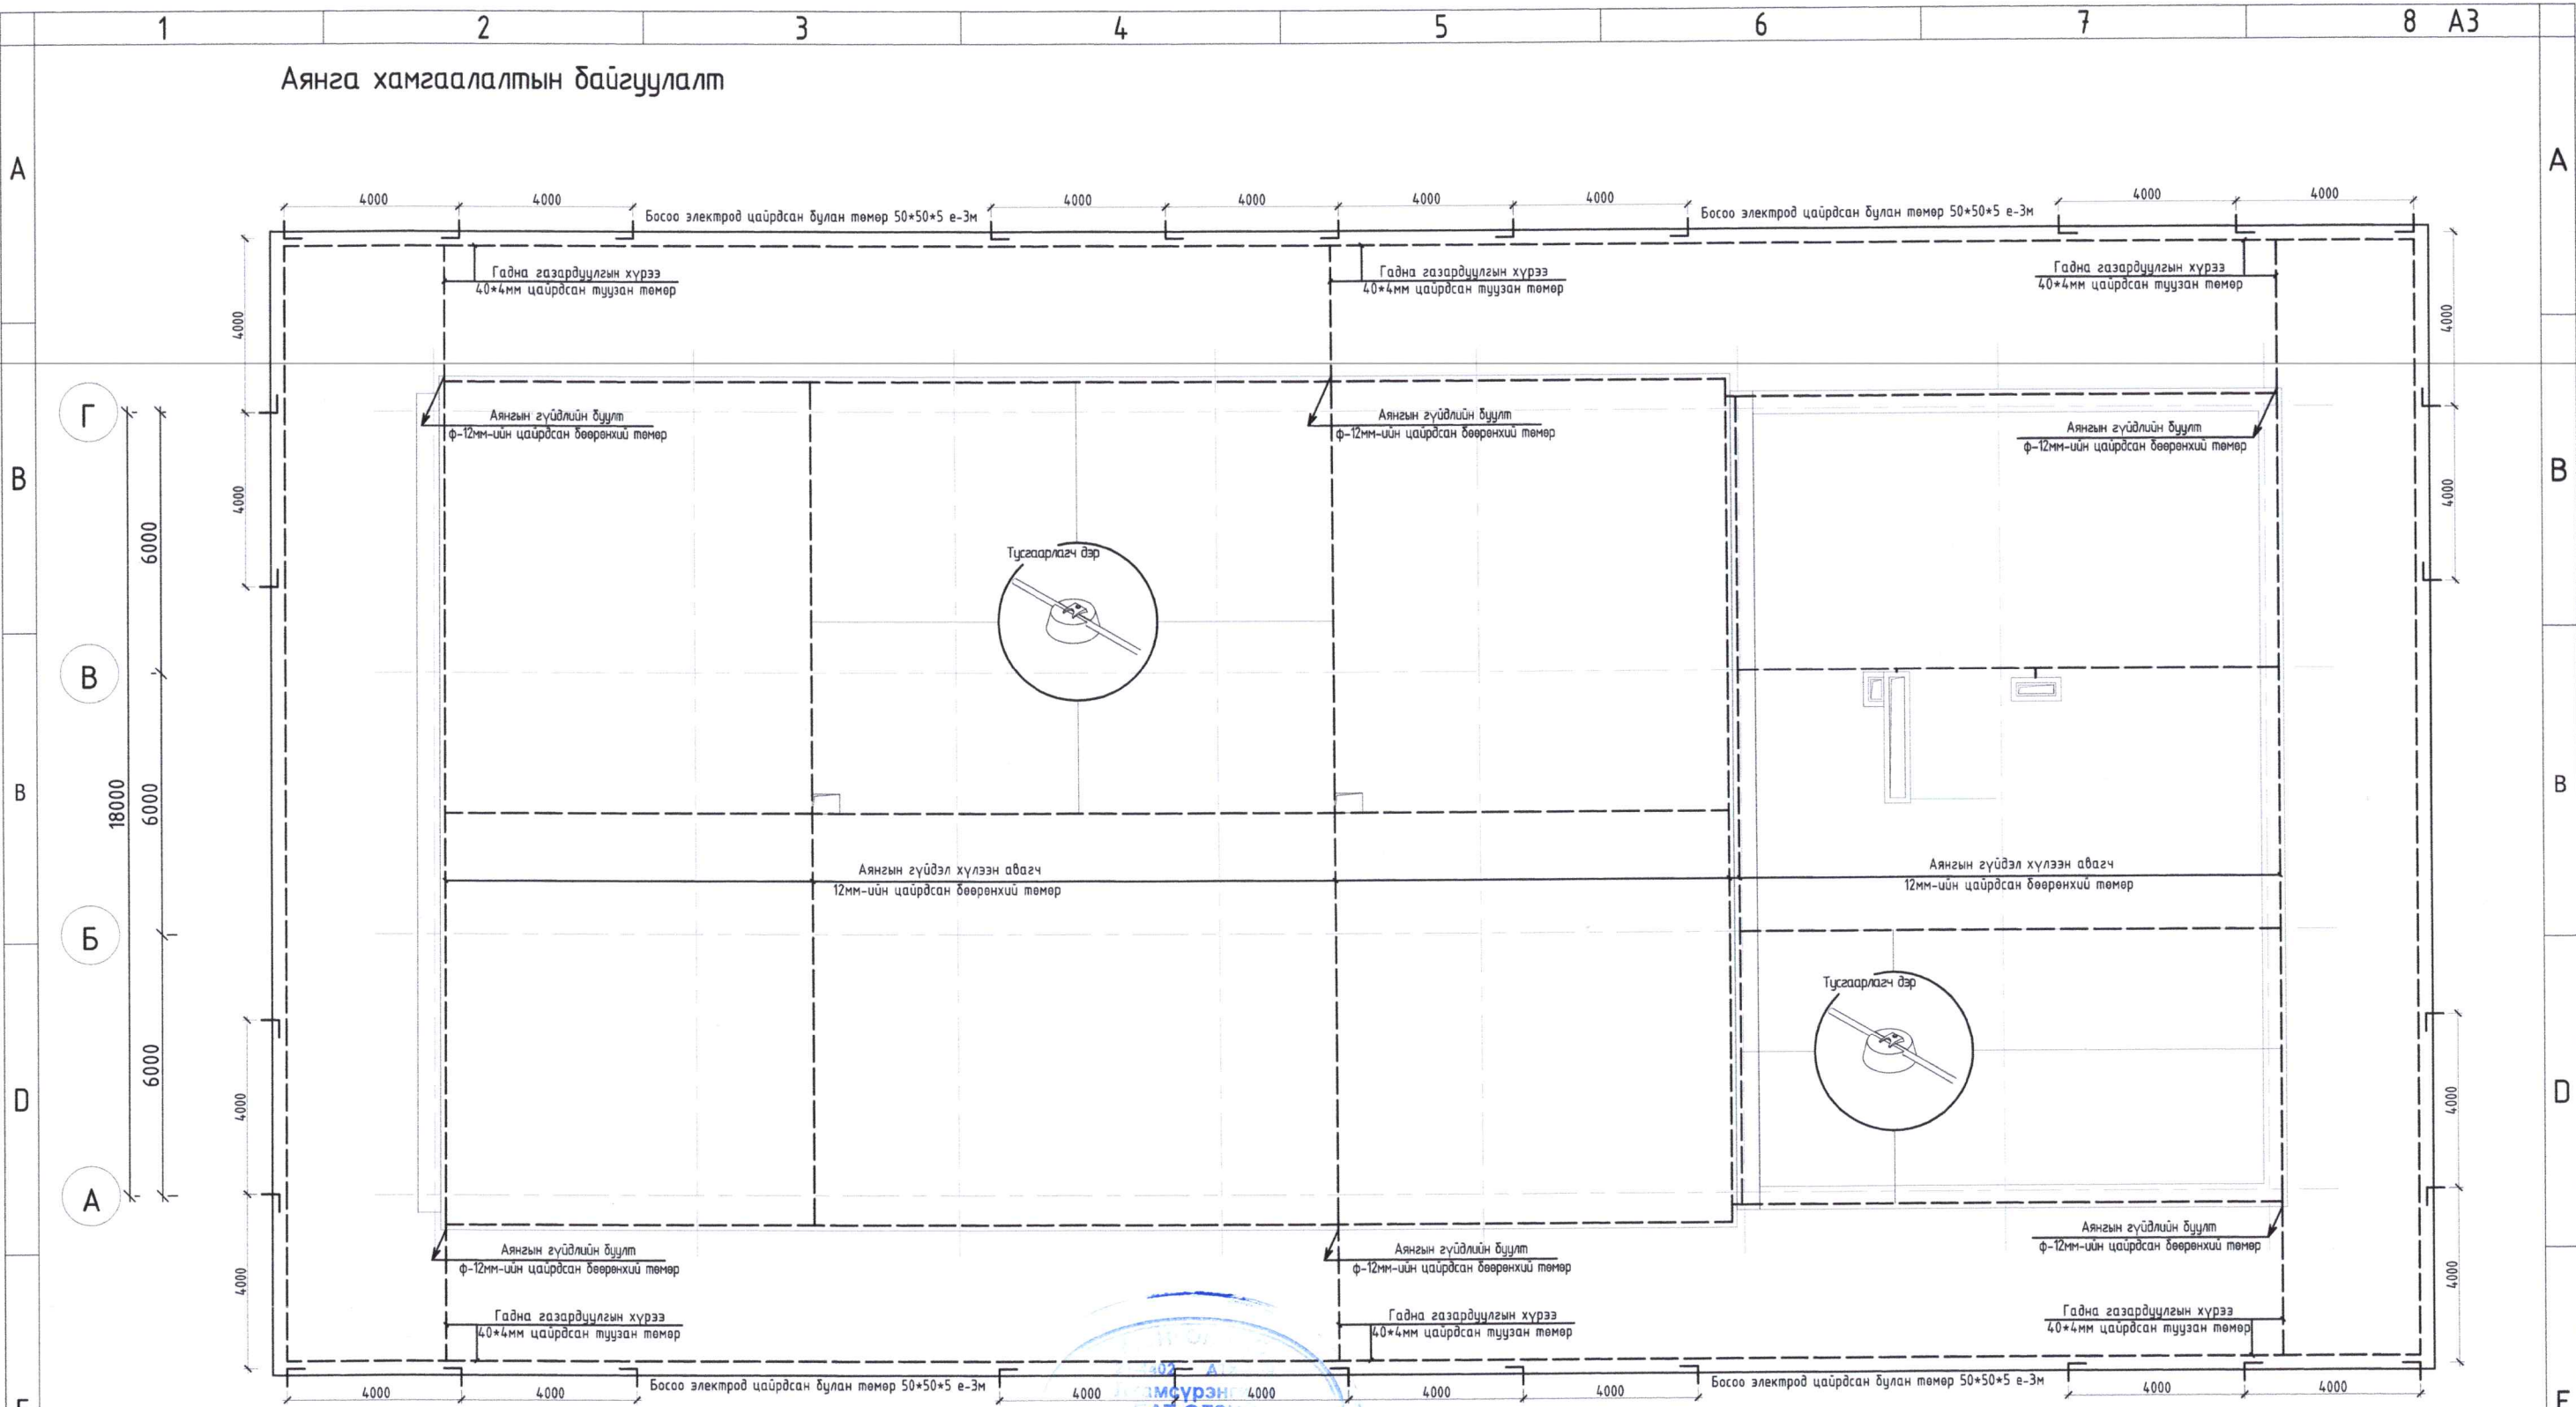 1 2 3 4 5 6 7 8 А3
Аянга хамгаалалтын байгуулалт
A A
4000 4000 4000 4000 4000 4000 4000 4000
Босоо электрод цайрдсан булан төмөр 50*50*5 е-3м
Босоо электрод цайрдсан булан төмөр 50*50*5 е-3м
Гадна газардуулгын хүрээ
40*4мм цайрдсан туузан төмөр
Гадна газардуулгын хүрээ
40*4мм цайрдсан туузан төмөр
Гадна газардуулгын хүрээ
40*4мм цайрдсан туузан төмөр
4000 4000
Г
Аянгын гүйдлийн буулт
ф-12мм-ийн цайрдсан бөөрөнхий төмөр
Аянгын гүйдлийн буулт
ф-12мм-ийн цайрдсан бөөрөнхий төмөр
Аянгын гүйдлийн буулт
ф-12мм-ийн цайрдсан бөөрөнхий төмөр
B B
4000 4000
6000
Тусгаарлагч дэр
В
B B
18000
6000
Аянгын гүйдэл хүлээн авагч
12мм-ийн цайрдсан бөөрөнхий төмөр
Аянгын гүйдэл хүлээн авагч
12мм-ийн цайрдсан бөөрөнхий төмөр
Б
Тусгаарлагч дэр
6000
D D
4000 4000
А
Аянгын гүйдлийн буулт
ф-12мм-ийн цайрдсан бөөрөнхий төмөр
Аянгын гүйдлийн буулт
ф-12мм-ийн цайрдсан бөөрөнхий төмөр
Аянгын гүйдлийн буулт
ф-12мм-ийн цайрдсан бөөрөнхий төмөр
4000 4000
Гадна газардуулгын хүрээ
40*4мм цайрдсан туузан төмөр
Гадна газардуулгын хүрээ
40*4мм цайрдсан туузан төмөр
Гадна газардуулгын хүрээ
40*4мм цайрдсан туузан төмөр
Босоо электрод цайрдсан булан төмөр 50*50*5 е-3м
Босоо электрод цайрдсан булан төмөр 50*50*5 е-3м
4000 4000 4000 4000 4000 4000 4000 4000